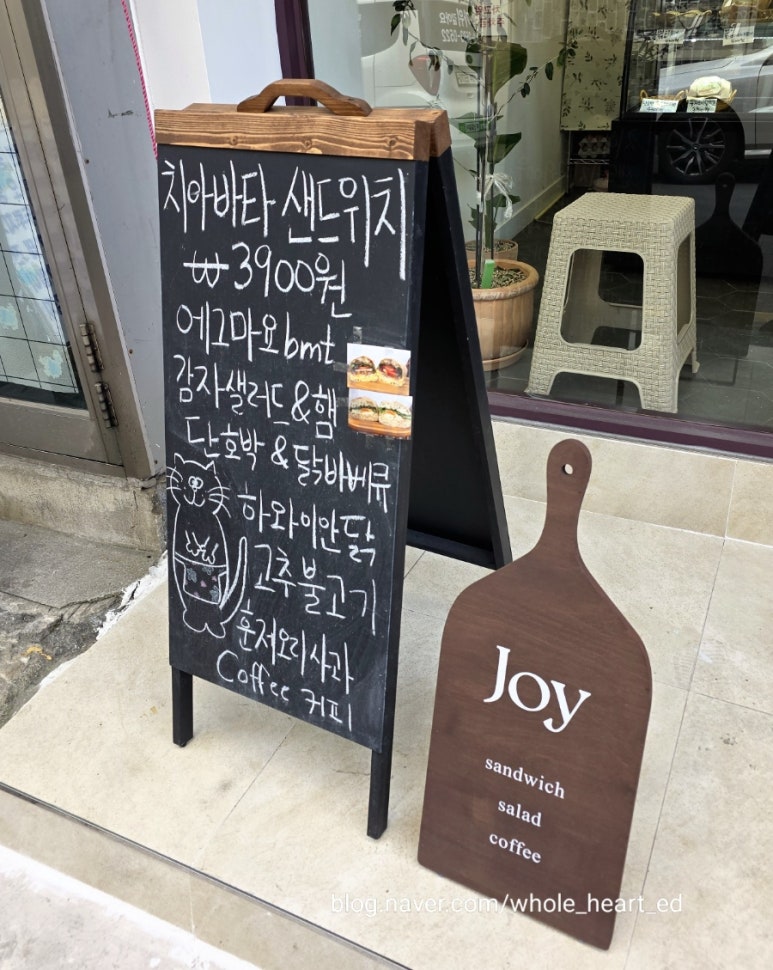 치아바타 샌드위치
₩3900원
에그마요 bmt
감자샐러드&햄
단호박 & 닭바베큐
하와이안닭
고추불고기
훈저오리사과
Coffee 커피
Joy
sandwich
salad
coffee
blog.naver.com/whole_heart_ed